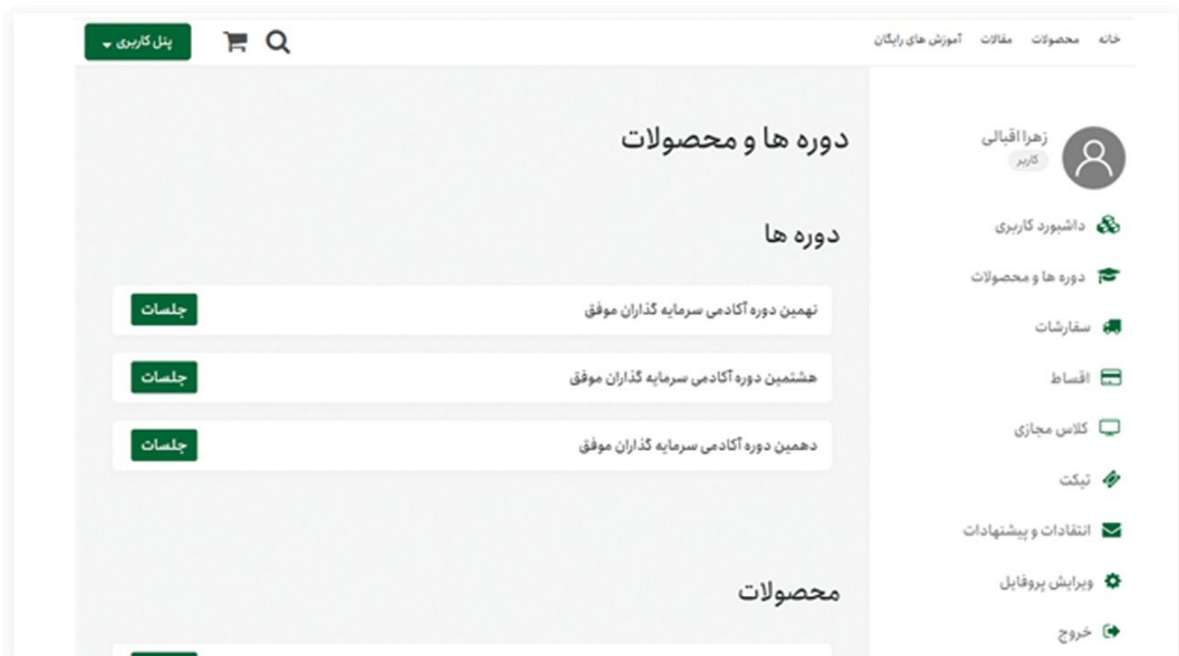 خانه محصولات مقالات آموزش های رایگان
پنل کاربری
زهرا اقبالی
کاربر
داشبورد کاربری
دوره ها و محصولات
سفارشات
اقساط
کلاس مجازی
تیکت
انتقادات و پیشنهادات
ویرایش پروفایل
خروج
دوره ها و محصولات
دوره ها
نهمین دوره آکادمی سرمایه گذاران موفق
جلسات
هشتمین دوره آکادمی سرمایه گذاران موفق
جلسات
دهمین دوره آکادمی سرمایه گذاران موفق
جلسات
محصولات